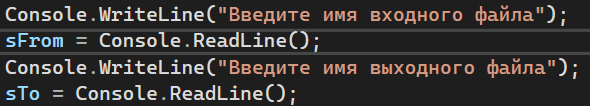 Console.WriteLine("Введите имя входного файла");
sFrom = Console.ReadLine();
Console.WriteLine("Введите имя выходного файла");
sTo = Console.ReadLine();